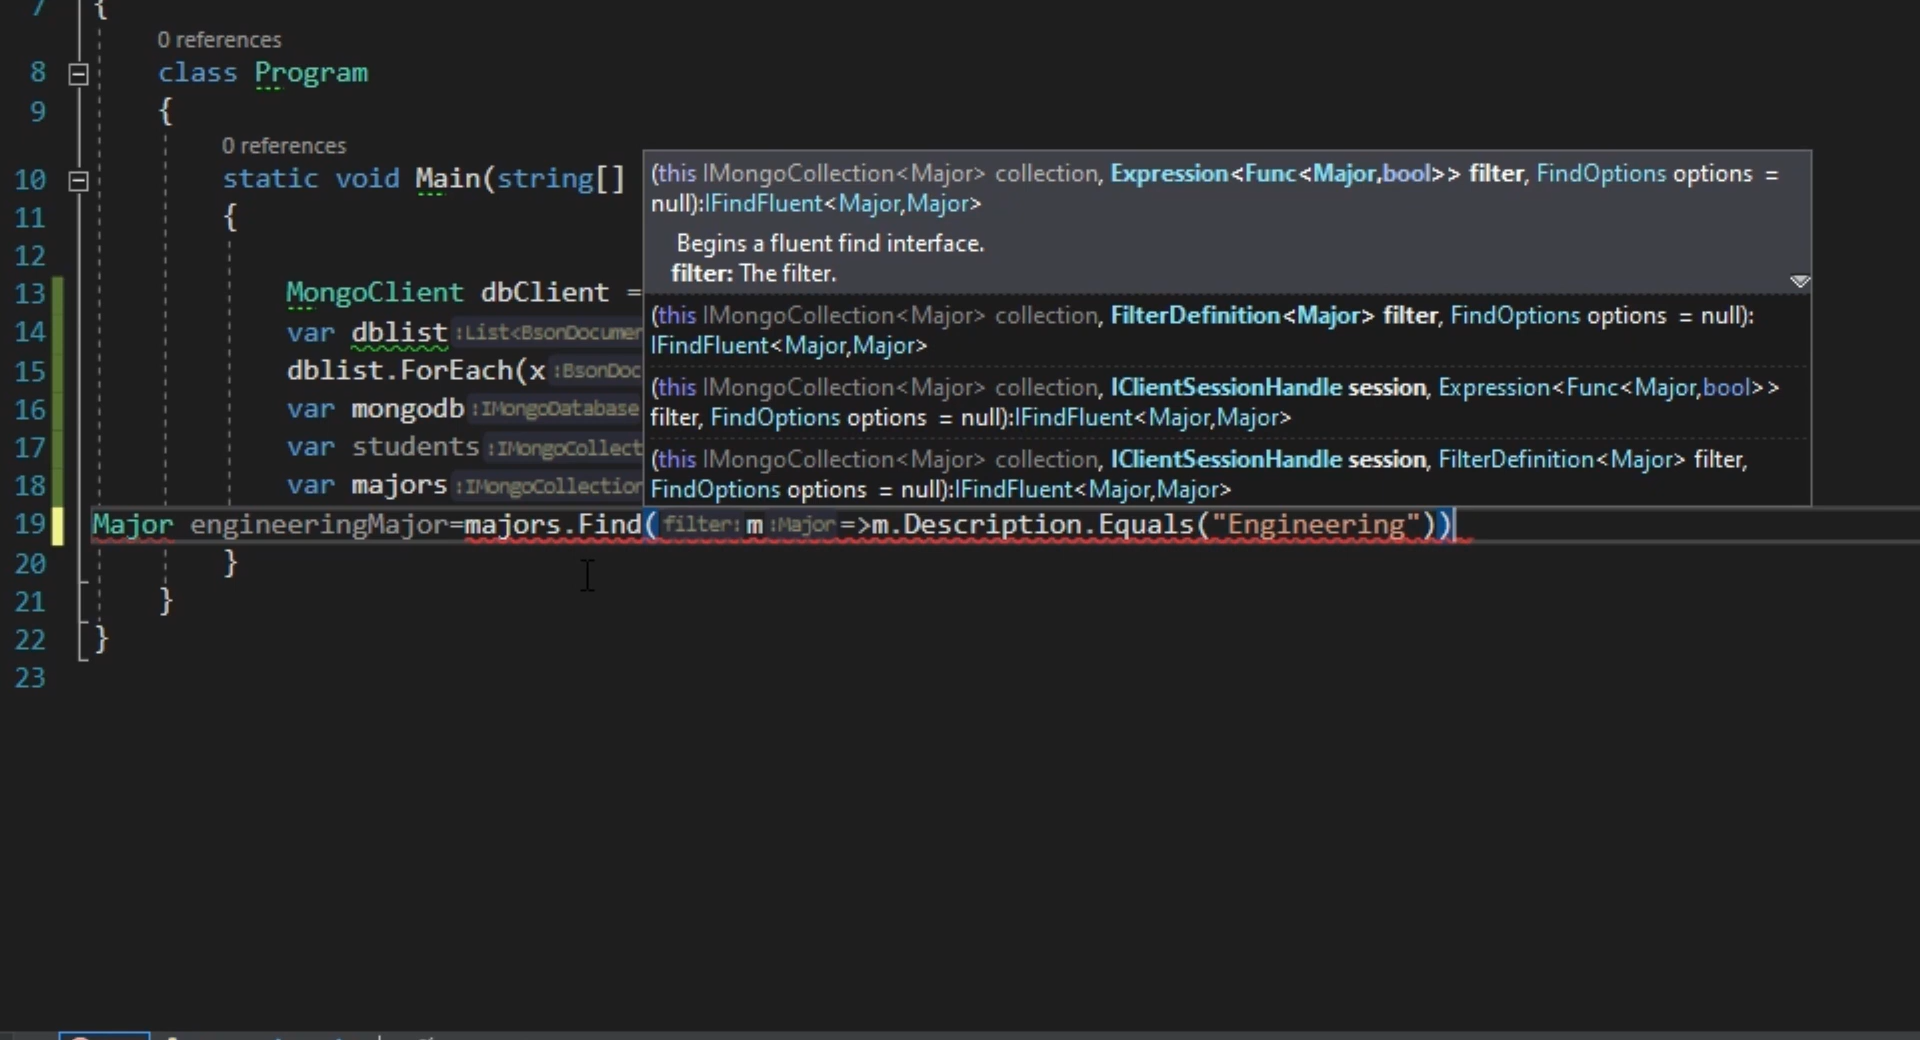 7 {
0 references
8 class Program
9 {
0 references
10 static void Main(string[]
11 {
12
13 MongoClient dbClient =
14 var dblist :List<BsonDocumen
15 dblist.ForEach(x :BsonDoc
16 var mongodb :IMongoDatabase
17 var students :IMongoCollect
18 var majors :IMongoCollection
(this IMongoCollection<Major> collection, Expression<Func<Major,bool>> filter, FindOptions options =
null):IFindFluent<Major,Major>
Begins a fluent find interface.
filter: The filter.
(this IMongoCollection<Major> collection, FilterDefinition<Major> filter, FindOptions options = null):
IFindFluent<Major,Major>
(this IMongoCollection<Major> collection, IClientSessionHandle session, Expression<Func<Major,bool>>
filter, FindOptions options = null):IFindFluent<Major,Major>
(this IMongoCollection<Major> collection, IClientSessionHandle session, FilterDefinition<Major> filter,
FindOptions options = null):IFindFluent<Major,Major>
19 Major engineeringMajor=majors.Find(filter: m :Major =>m.Description.Equals("Engineering"))
20 }
21 }
22 }
23